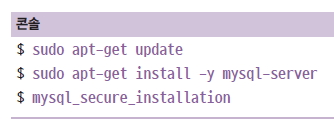 콘솔
$ sudo apt-get update
$ sudo apt-get install -y mysql-server
$ mysql_secure_installation